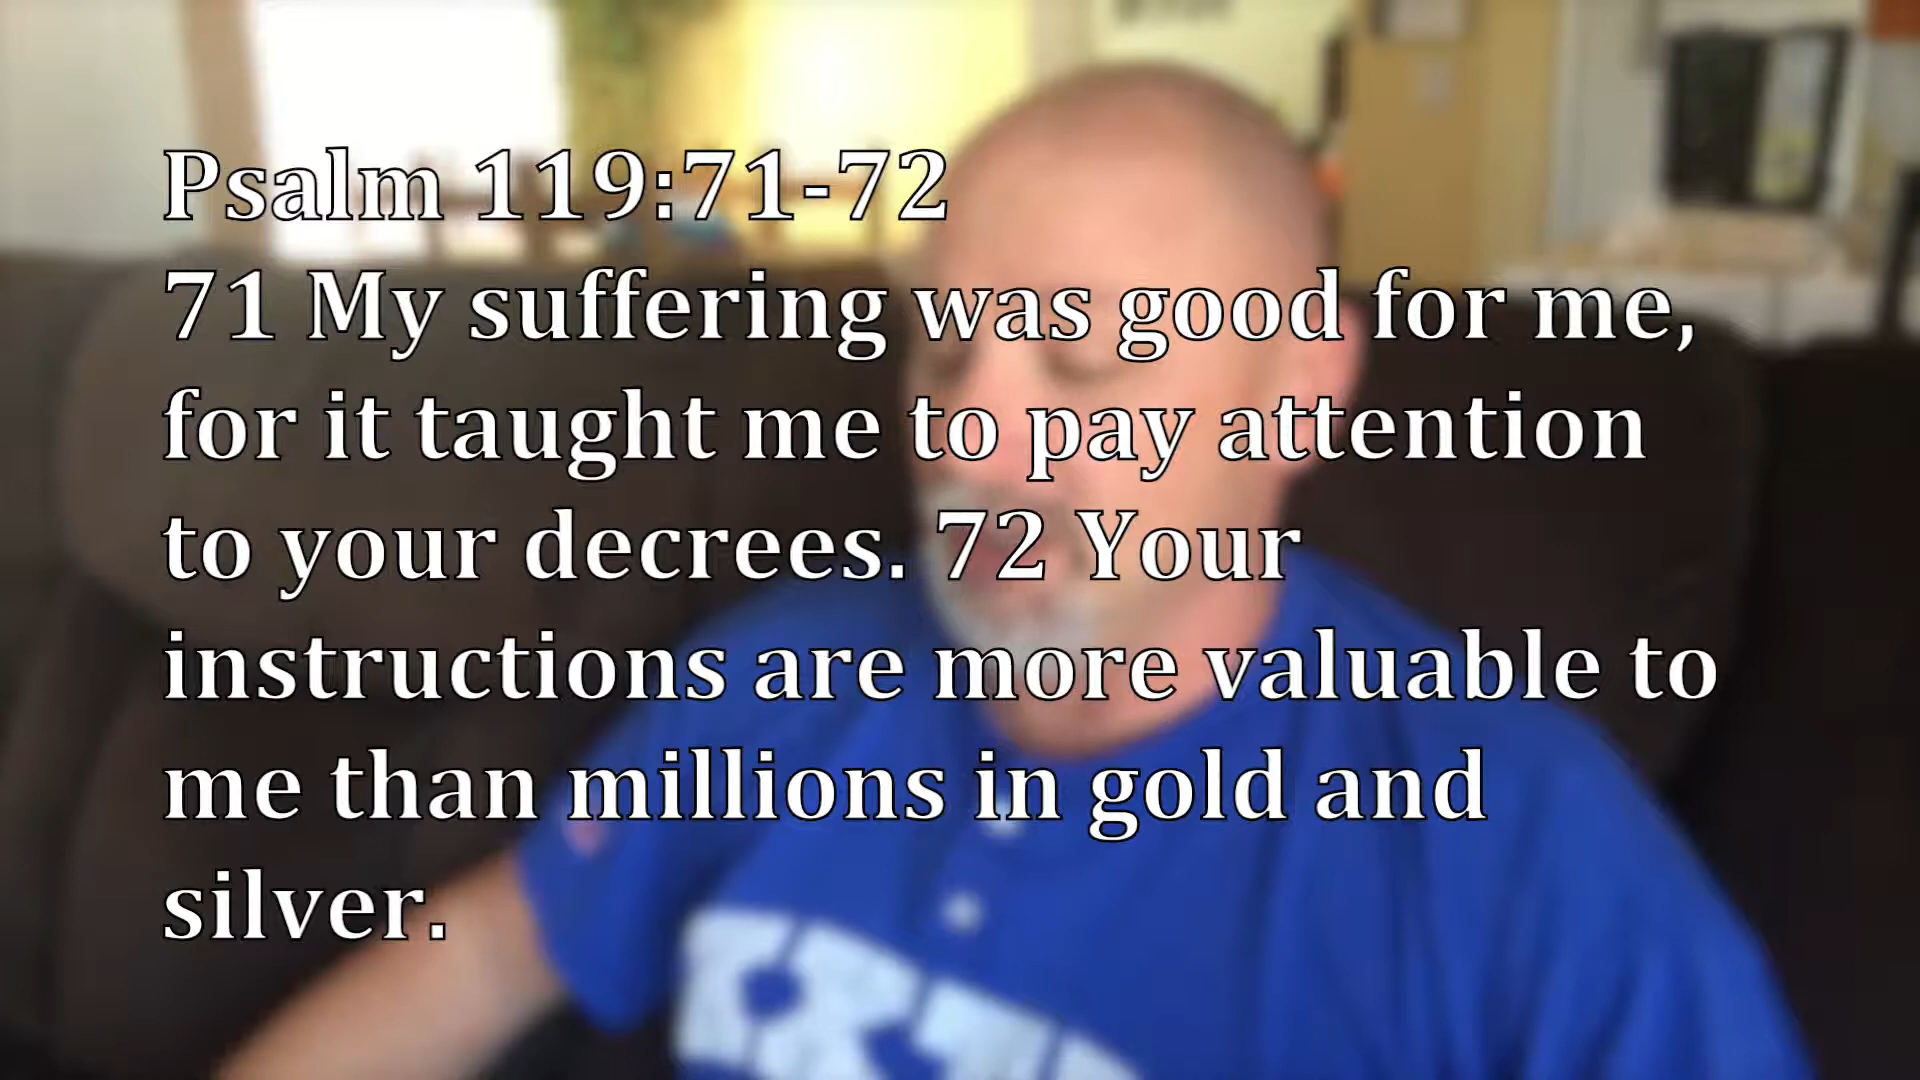 Psalm 119:71-72
71 My suffering was good for me,
for it taught me to pay attention
to your decrees. 72 Your
instructions are more valuable to
me than millions in gold and
silver.